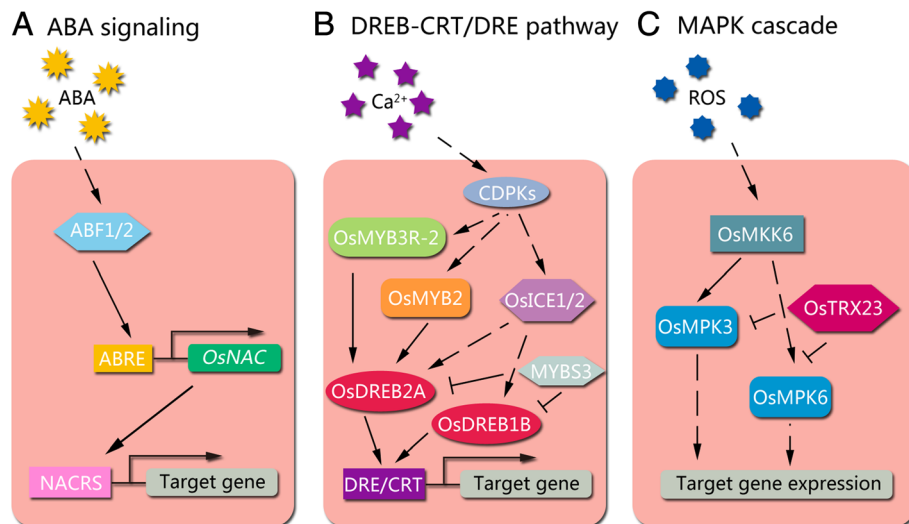 A ABA signaling
ABA
ABF1/2
ABRE
OsNAC
NACRS
Target gene
B DREB-CRT/DRE pathway
Ca²⁺
CDPKs
OsMYB3R-2
OsMYB2
OsICE1/2
MYBS3
OsDREB2A
OsDREB1B
DRE/CRT
Target gene
C MAPK cascade
ROS
OsMKK6
OsTRX23
OsMPK3
OsMPK6
Target gene expression